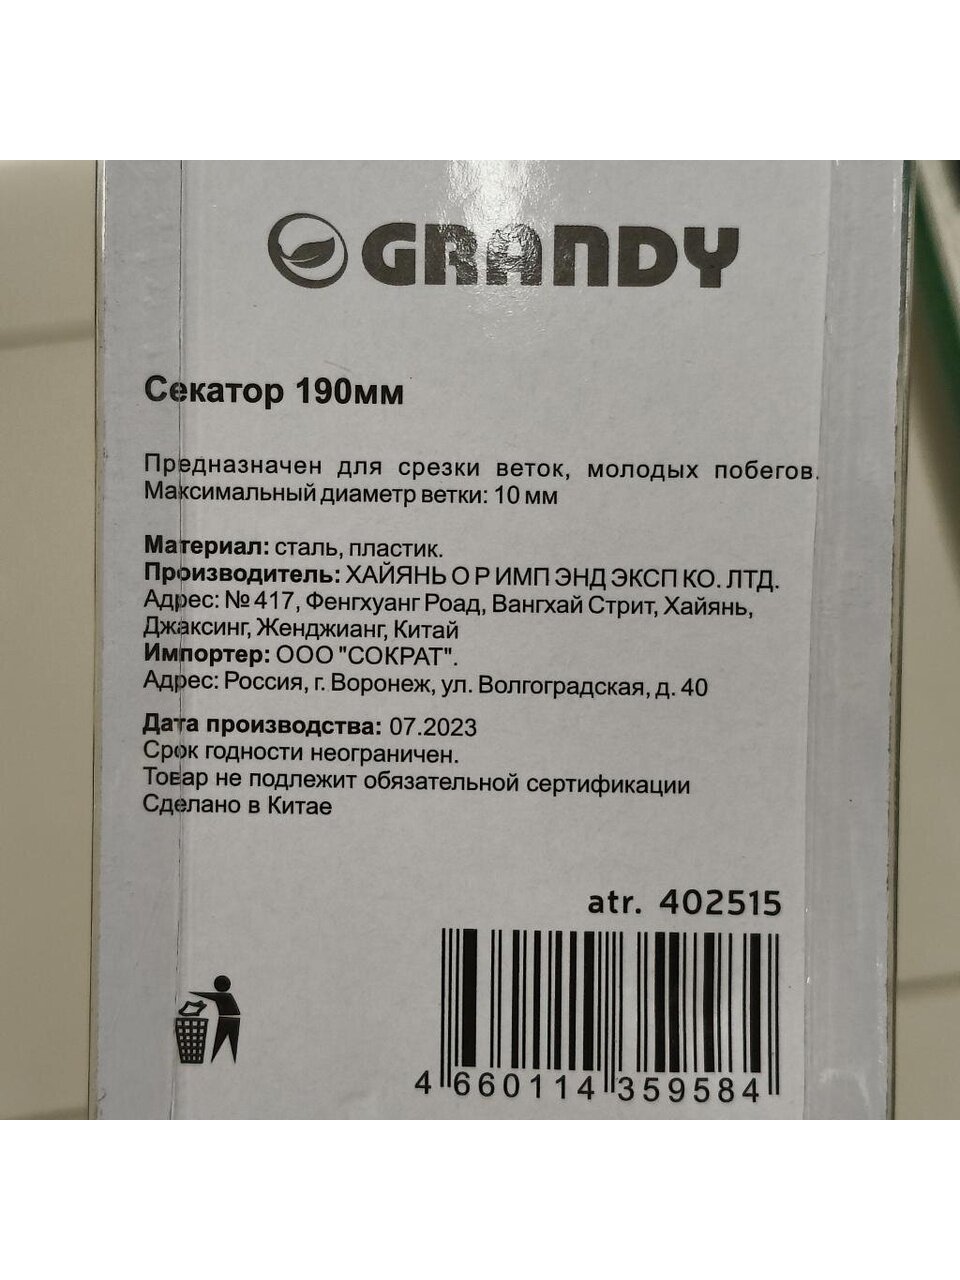 GRANDY
Секатор 190мм
Предназначен для срезки веток, молодых побегов.
Максимальный диаметр ветки: 10 мм
Материал: сталь, пластик.
Производитель: ХАЙЯНЬ О Р ИМП ЭНД ЭКСП КО. ЛТД.
Адрес: № 417, Фенгхуанг Роад, Вангхай Стрит, Хайянь,
Джаксинг, Женджианг, Китай
Импортер: ООО "СОКРАТ".
Адрес: Россия, г. Воронеж, ул. Волгоградская, д. 40
Дата производства: 07.2023
Срок годности неограничен.
Товар не подлежит обязательной сертификации
Сделано в Китае
atr. 402515
4 660114 359584